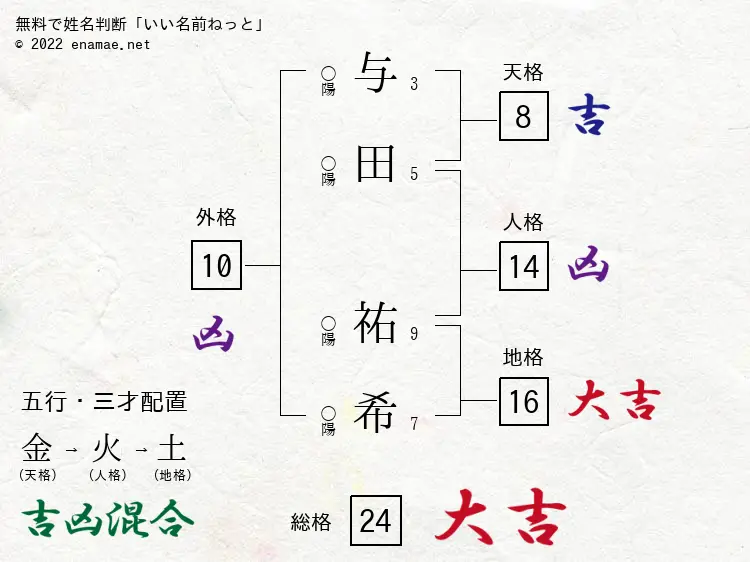 無料で姓名判断「いい名前ねっと」
© 2022 enamae.net
○陽
与
3
天格
8
吉
○陽
田
5
外格
10
凶
人格
14
凶
○陽
祐
9
地格
16
大吉
○陽
希
7
五行・三才配置
金→火→土
(天格) (人格) (地格)
吉凶混合
総格
24
大吉